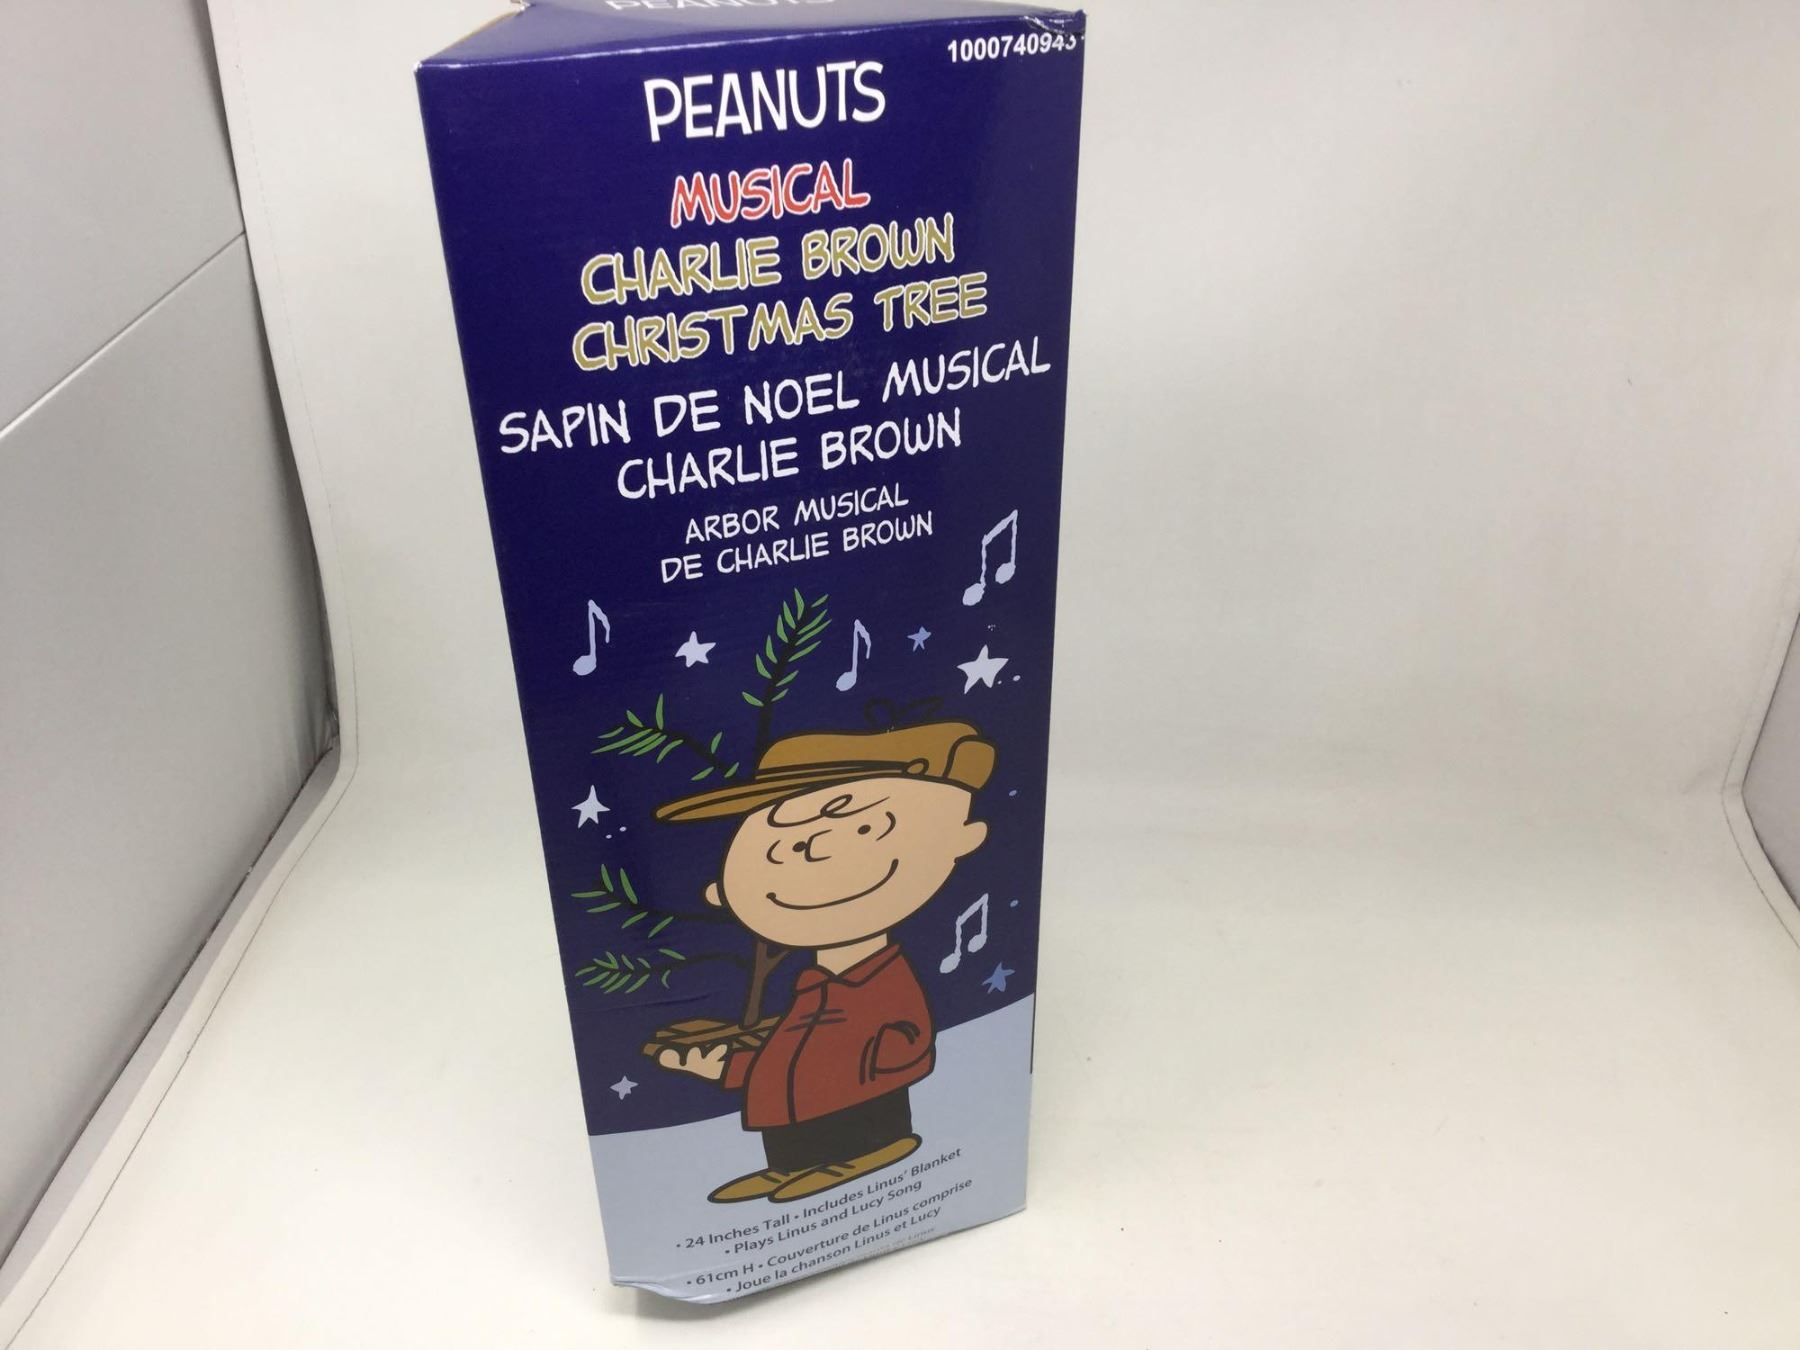 PEANUTS
1000740943
PEANUTS
MUSICAL
CHARLIE BROWN
CHRISTMAS TREE
SAPIN DE NOEL MUSICAL
CHARLIE BROWN
ARBOR MUSICAL
DE CHARLIE BROWN
• 24 Inches Tall • Includes Linus' Blanket
• Plays Linus and Lucy Song
• 61cm H • Couverture de Linus comprise
• Joue la chanson Linus et Lucy